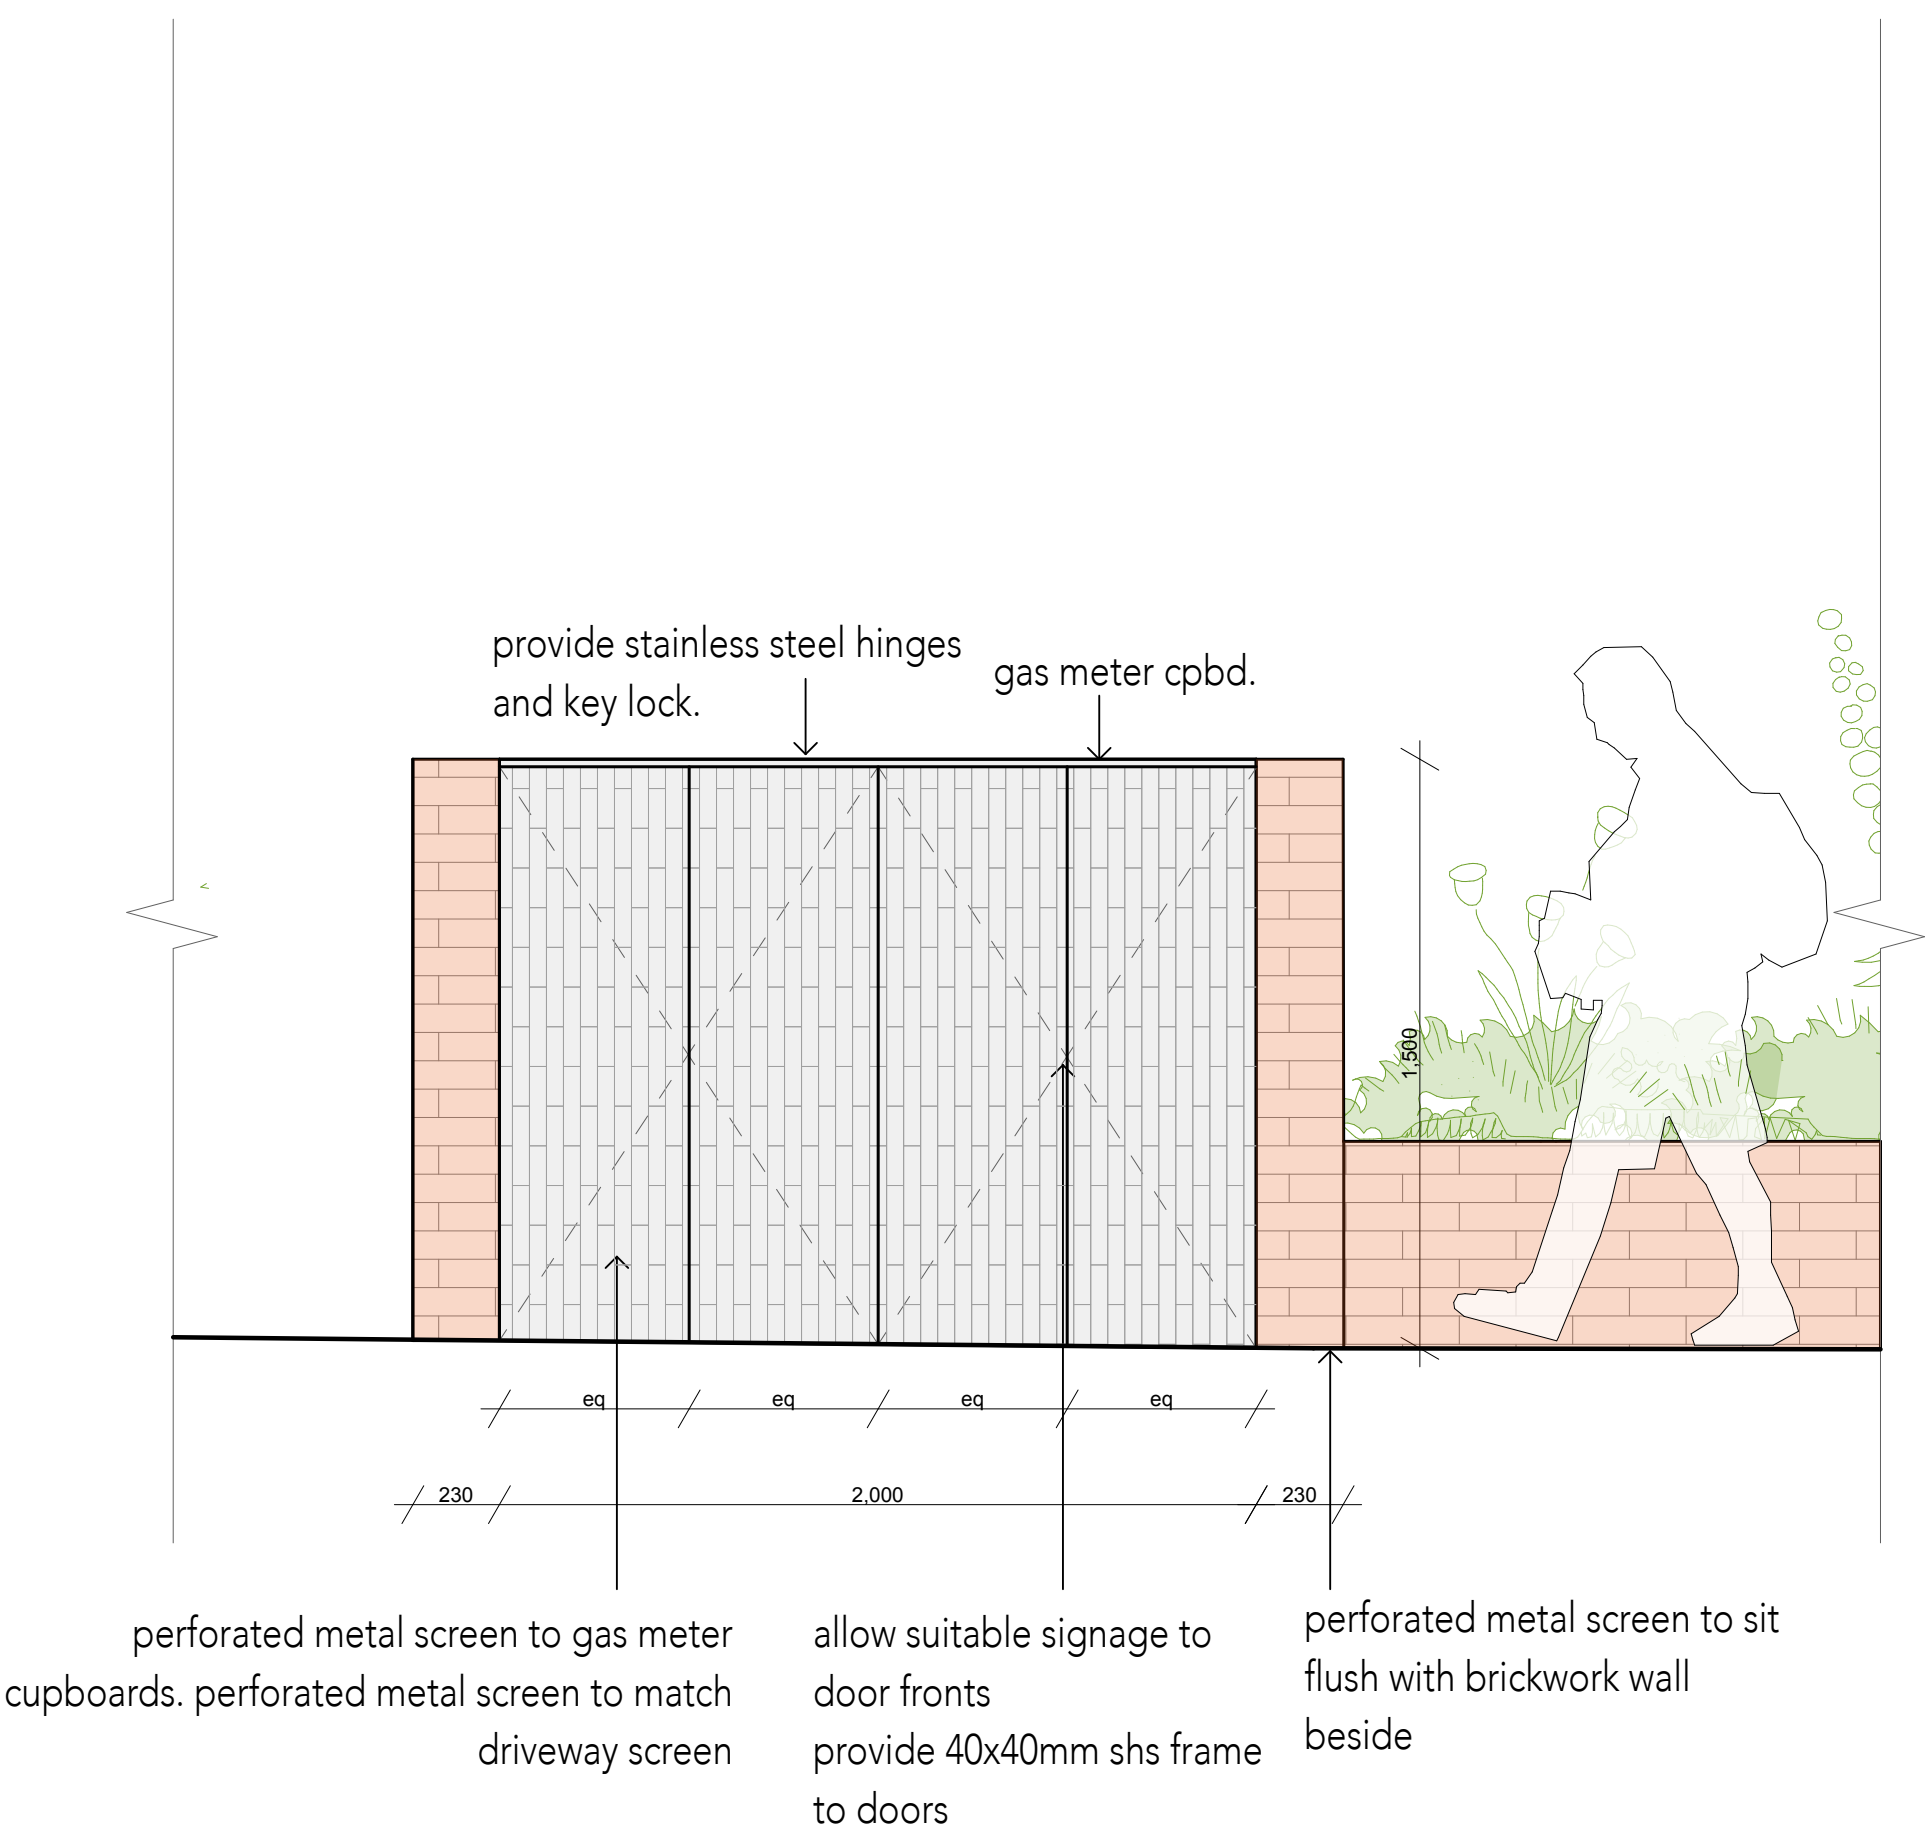 provide stainless steel hinges
and key lock.
gas meter cpbd.
1,500
eq eq eq eq
230 2,000 230
perforated metal screen to gas meter
cupboards. perforated metal screen to match
driveway screen
allow suitable signage to
door fronts
provide 40x40mm shs frame
to doors
perforated metal screen to sit
flush with brickwork wall
beside